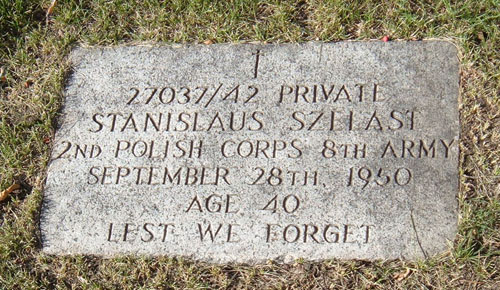 27037/42 PRIVATE
STANISLAUS SZELAST
2ND POLISH CORPS 8TH ARMY
SEPTEMBER 28TH, 1950
AGE 40
LEST WE FORGET